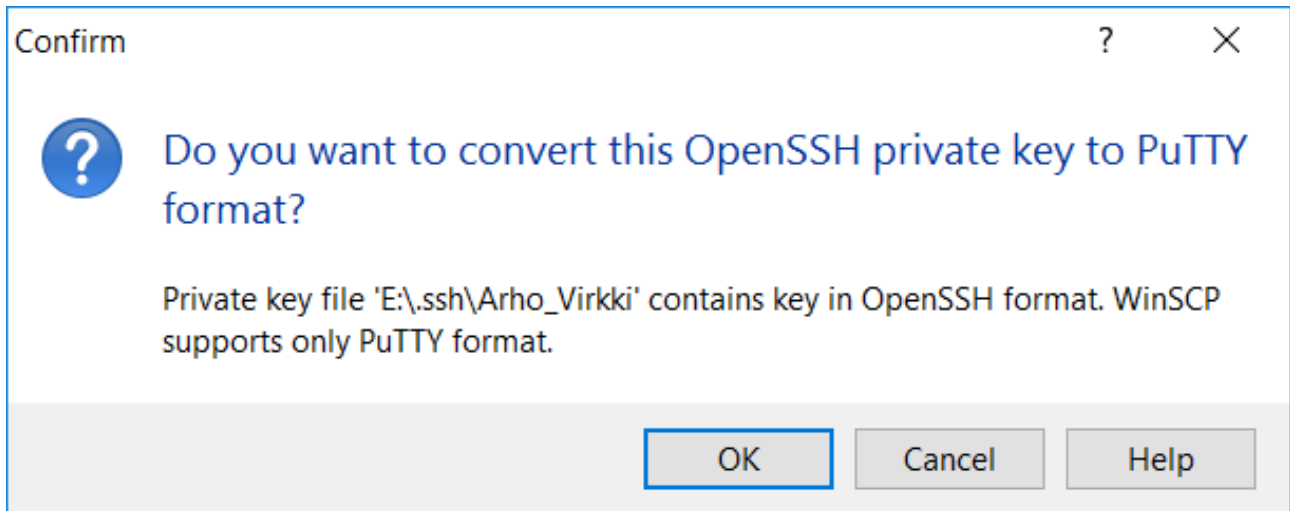 Confirm
?
Do you want to convert this OpenSSH private key to PuTTY
format?
Private key file 'E:\.ssh\Arho_Virkki' contains key in OpenSSH format. WinSCP
supports only PuTTY format.
OK
Cancel
Help